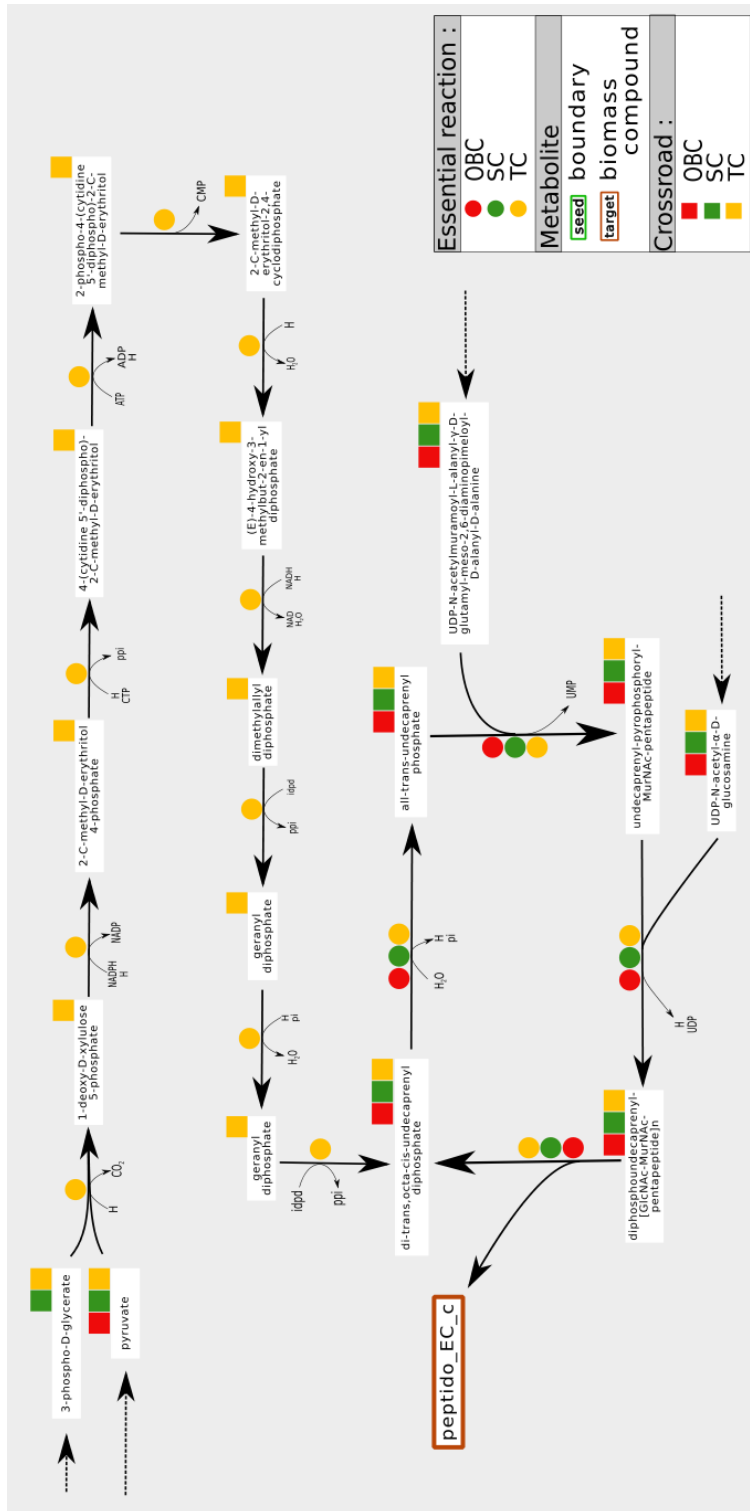 3-phospho-D-glycerate
pyruvate
H
CO2
1-deoxy-D-xylulose
5-phosphate
NADPH
H
NADP
2-C-methyl-D-erythritol
4-phosphate
H
CTP
ppi
4-(cytidine 5'-diphospho)-
2-C-methyl-D-erythritol
ATP
ADP
H
2-phospho-4-(cytidine
5'-diphospho)-2-C-
methyl-D-erythritol
CMP
2-C-methyl-D-
erythritol-2,4-
cyclodiphosphate
H
H2O
(E)-4-hydroxy-3-
methylbut-2-en-1-yl
diphosphate
NADH
H
NAD
H2O
dimethylallyl
diphosphate
idpd
ppi
geranyl
diphosphate
H
pi
H2O
geranyl
diphosphate
idpd
ppi
di-trans,octa-cis-undecaprenyl
diphosphate
H2O
H
pi
all-trans-undecaprenyl
phosphate
UDP-N-acetylmuramoyl-L-alanyl-γ-D-
glutamyl-meso-2,6-diaminopimeloyl-
D-alanyl-D-alanine
UMP
undecaprenyl-pyrophosphoryl-
MurNAc-pentapeptide
UDP-N-acetyl-α-D-
glucosamine
H
UDP
diphosphoundecaprenyl-
[GlcNAc-MurNAc-
pentapeptide]n
peptido_EC_c
Essential reaction :
OBC
SC
TC
Metabolite
seed boundary
target biomass
compound
Crossroad :
OBC
SC
TC